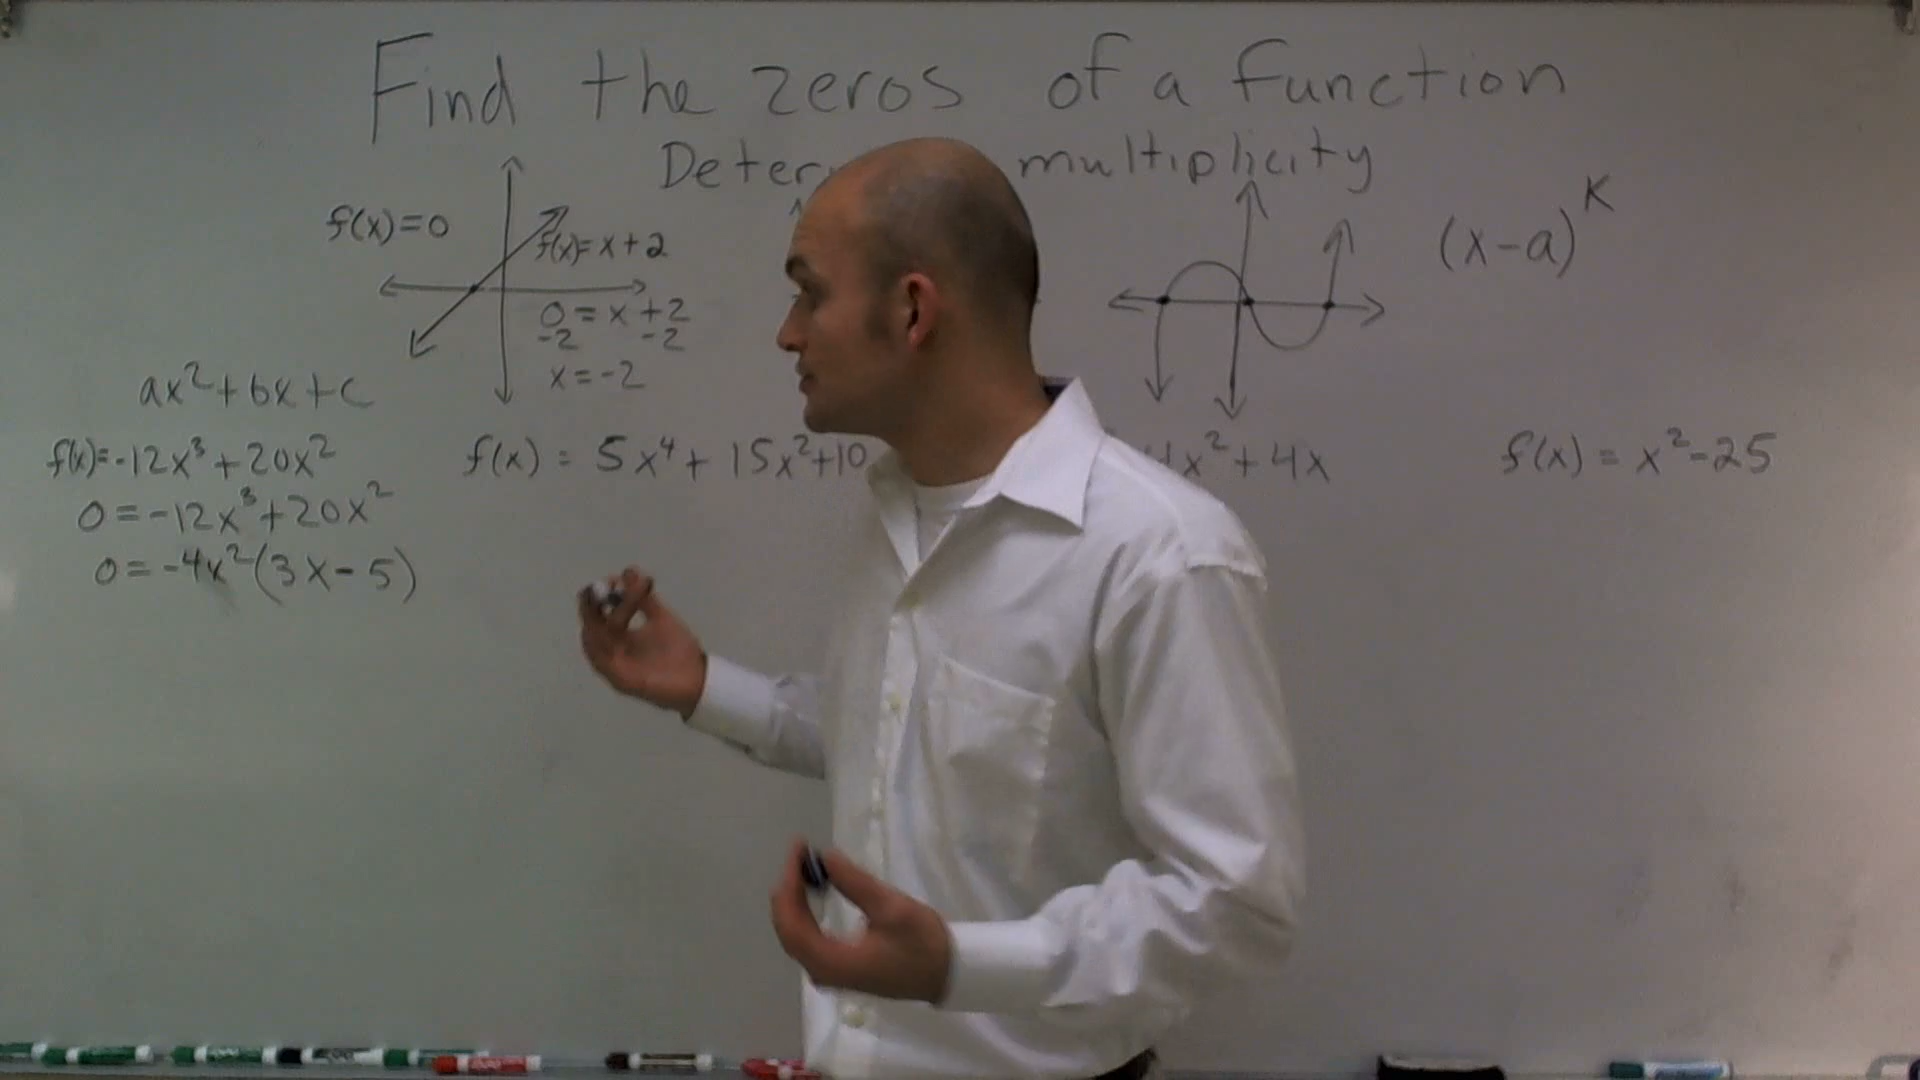 Find the zeros of a function
multiplicity
f(x)=0
f(x)=x+2
0=x+2
-2 -2
x=-2
(x-a)^K
ax²+bx+c
f(x)=-12x³+20x²
0=-12x³+20x²
0=-4x²(3x-5)
f(x)=5x⁴+15x²+10
4x²+4x
f(x)=x²-25